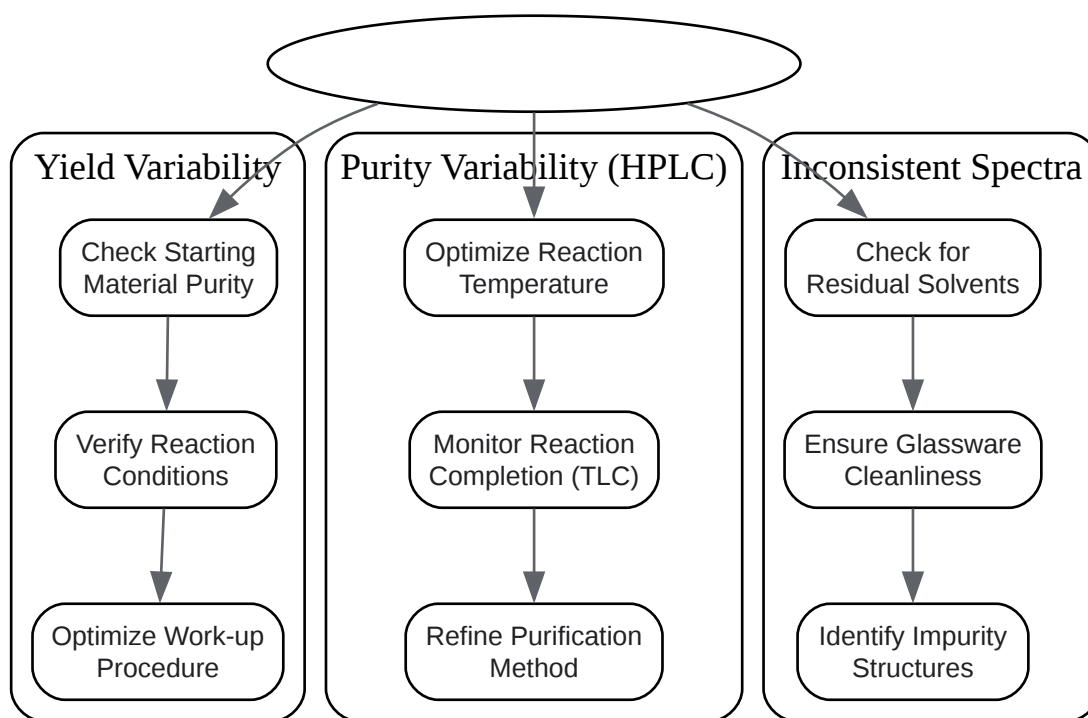 Yield Variability
Check Starting
Material Purity
Verify Reaction
Conditions
Optimize Work-up
Procedure
Purity Variability (HPLC)
Optimize Reaction
Temperature
Monitor Reaction
Completion (TLC)
Refine Purification
Method
Inconsistent Spectra
Check for
Residual Solvents
Ensure Glassware
Cleanliness
Identify Impurity
Structures